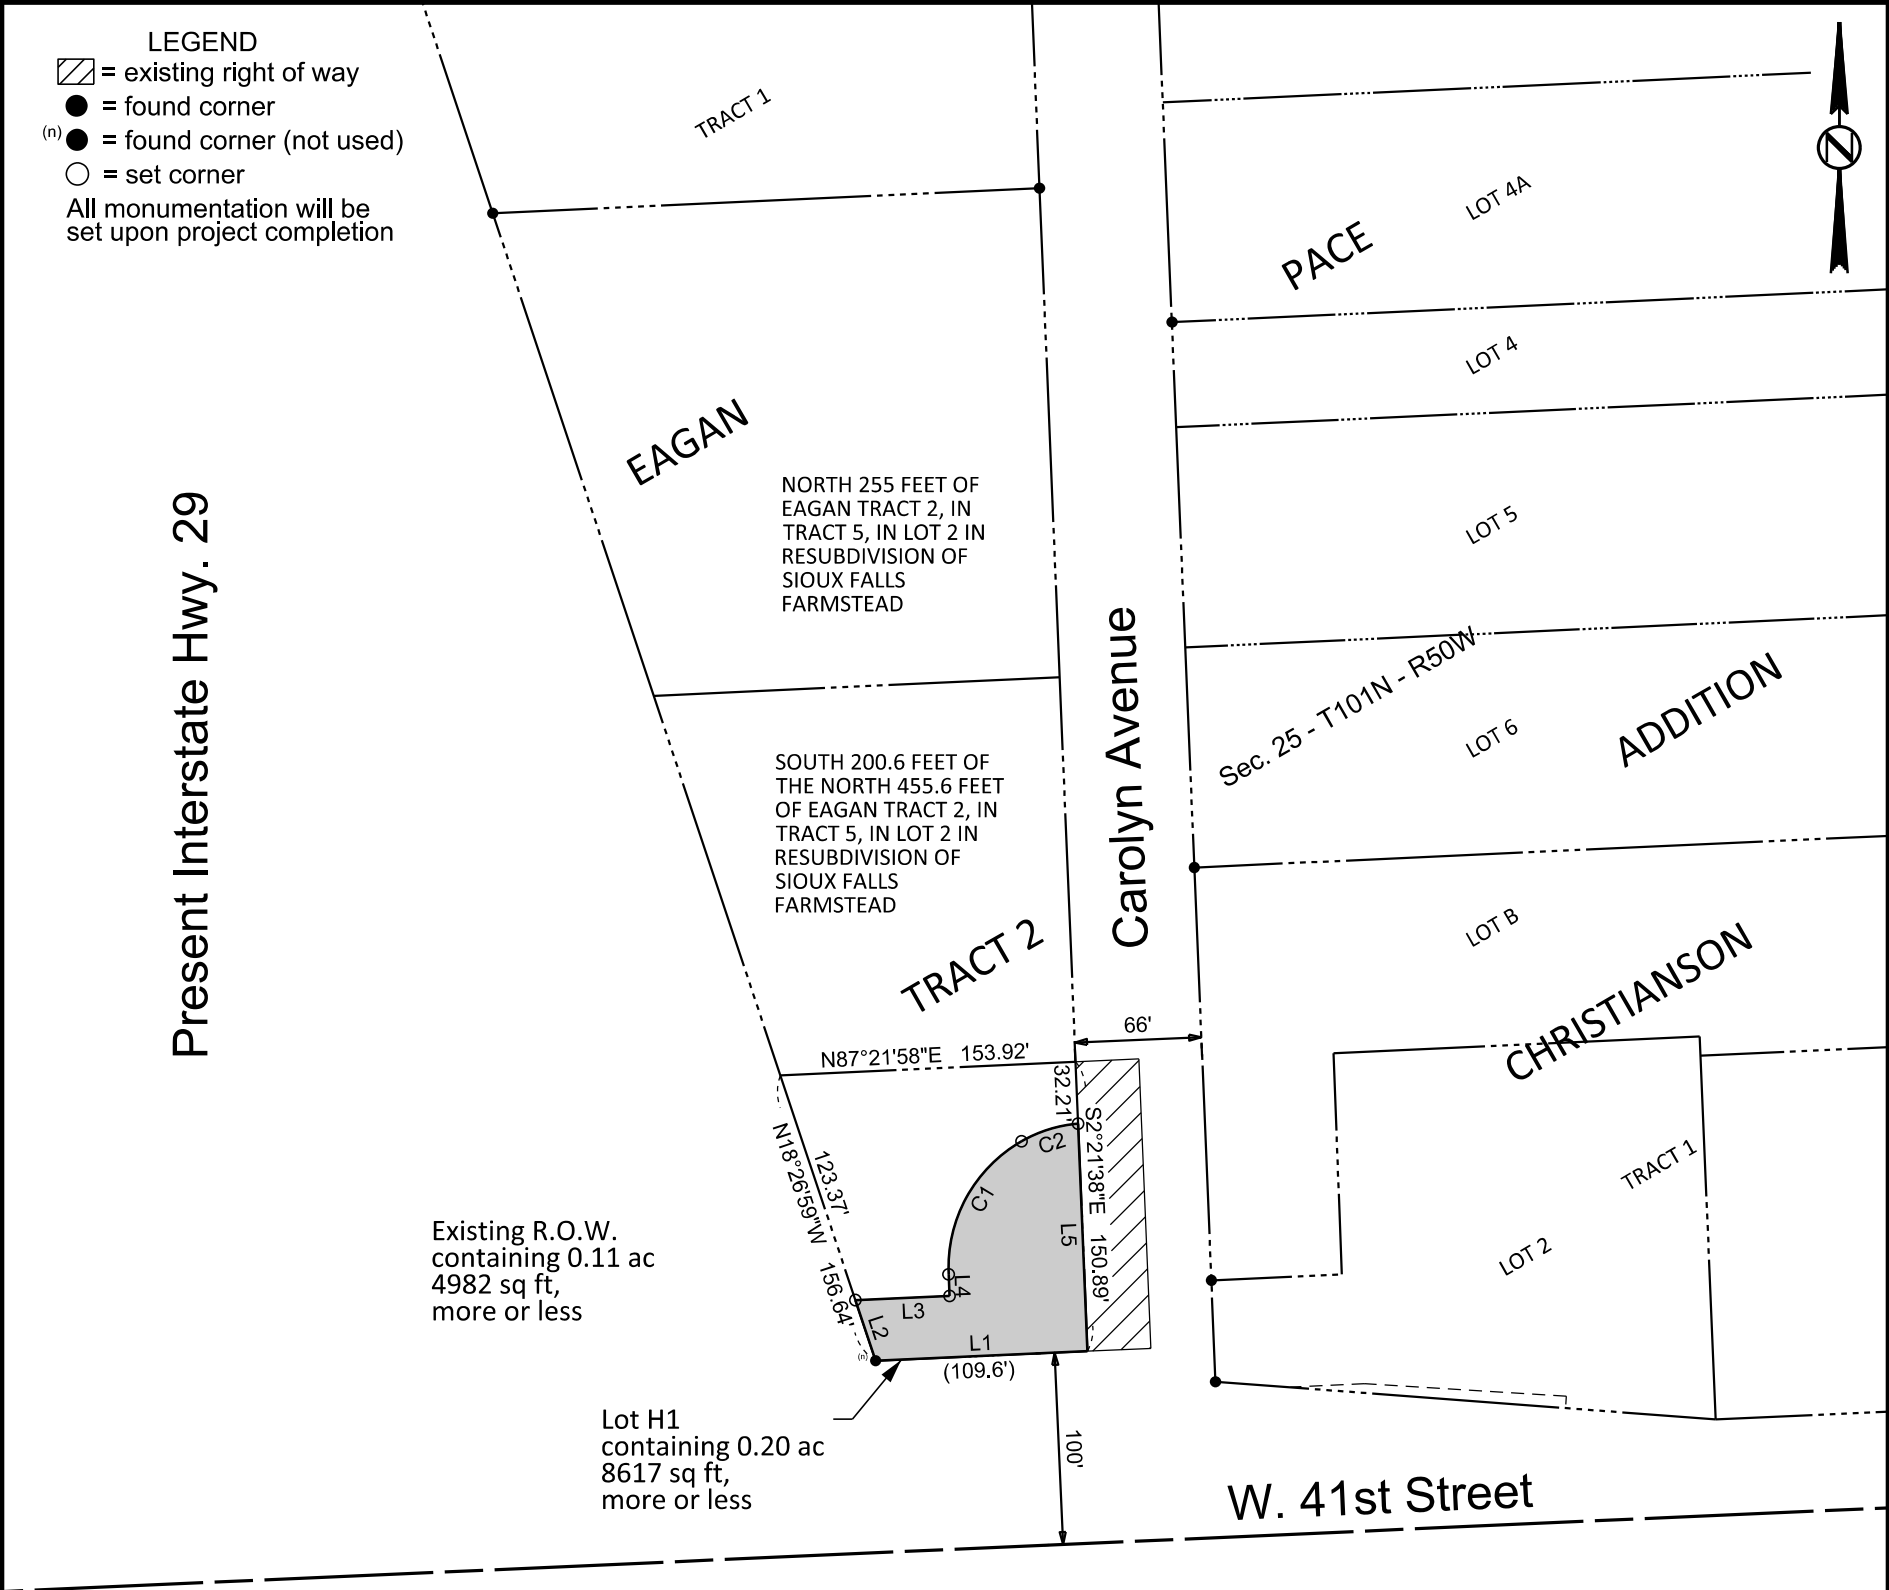 LEGEND
= existing right of way
= found corner
(n) = found corner (not used)
= set corner
All monumentation will be
set upon project completion
TRACT 1
N
LOT 4A
PACE
LOT 4
EAGAN
NORTH 255 FEET OF
EAGAN TRACT 2, IN
TRACT 5, IN LOT 2 IN
RESUBDIVISION OF
SIOUX FALLS
FARMSTEAD
LOT 5
Present Interstate Hwy. 29
Carolyn Avenue
Sec. 25 - T101N - R50W
LOT 6
ADDITION
SOUTH 200.6 FEET OF
THE NORTH 455.6 FEET
OF EAGAN TRACT 2, IN
TRACT 5, IN LOT 2 IN
RESUBDIVISION OF
SIOUX FALLS
FARMSTEAD
TRACT 2
LOT B
CHRISTIANSON
66'
N87°21'58"E 153.92'
32.21'
S2°21'38"E 150.89'
C2
C1
123.37'
N18°26'59"W 156.64'
L5
L4
L3
L2
L1
(n)
(109.6')
TRACT 1
LOT 2
Existing R.O.W.
containing 0.11 ac
4982 sq ft,
more or less
Lot H1
containing 0.20 ac
8617 sq ft,
more or less
100'
W. 41st Street